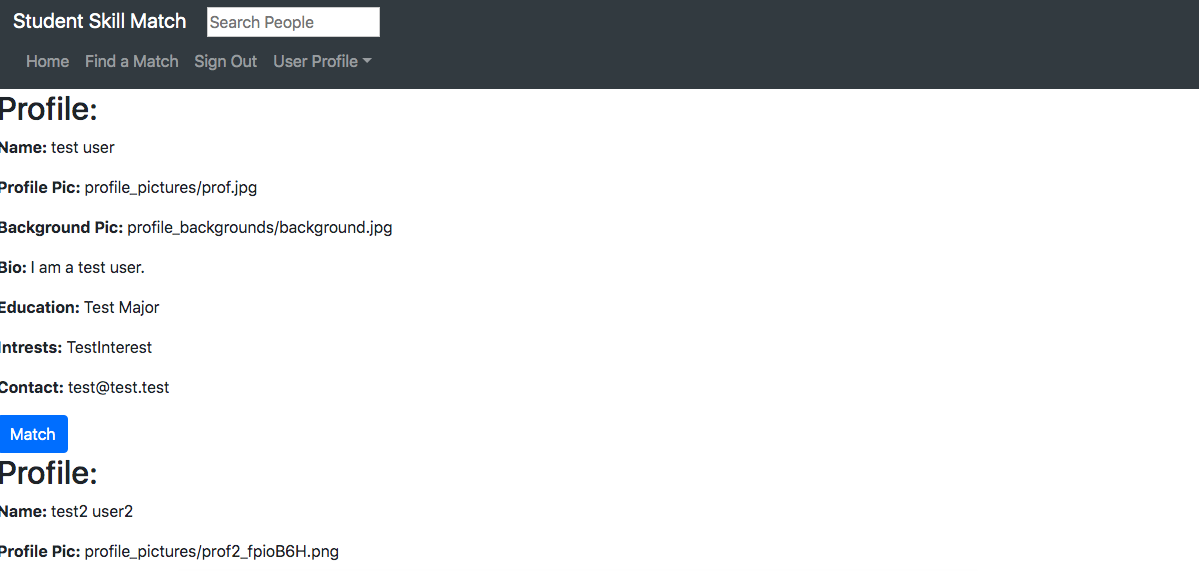 Student Skill Match Search People
Home Find a Match Sign Out User Profile
Profile:
Name: test user
Profile Pic: profile_pictures/prof.jpg
Background Pic: profile_backgrounds/background.jpg
Bio: I am a test user.
Education: Test Major
Intrests: TestInterest
Contact: test@test.test
Match
Profile:
Name: test2 user2
Profile Pic: profile_pictures/prof2_fpioB6H.png